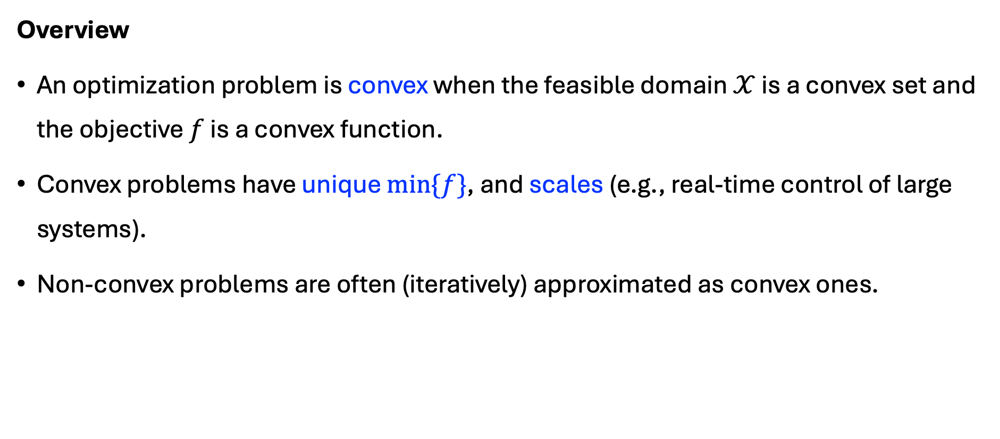 Overview
• An optimization problem is convex when the feasible domain 𝒳 is a convex set and
the objective 𝑓 is a convex function.
• Convex problems have unique min{𝑓}, and scales (e.g., real-time control of large
systems).
• Non-convex problems are often (iteratively) approximated as convex ones.